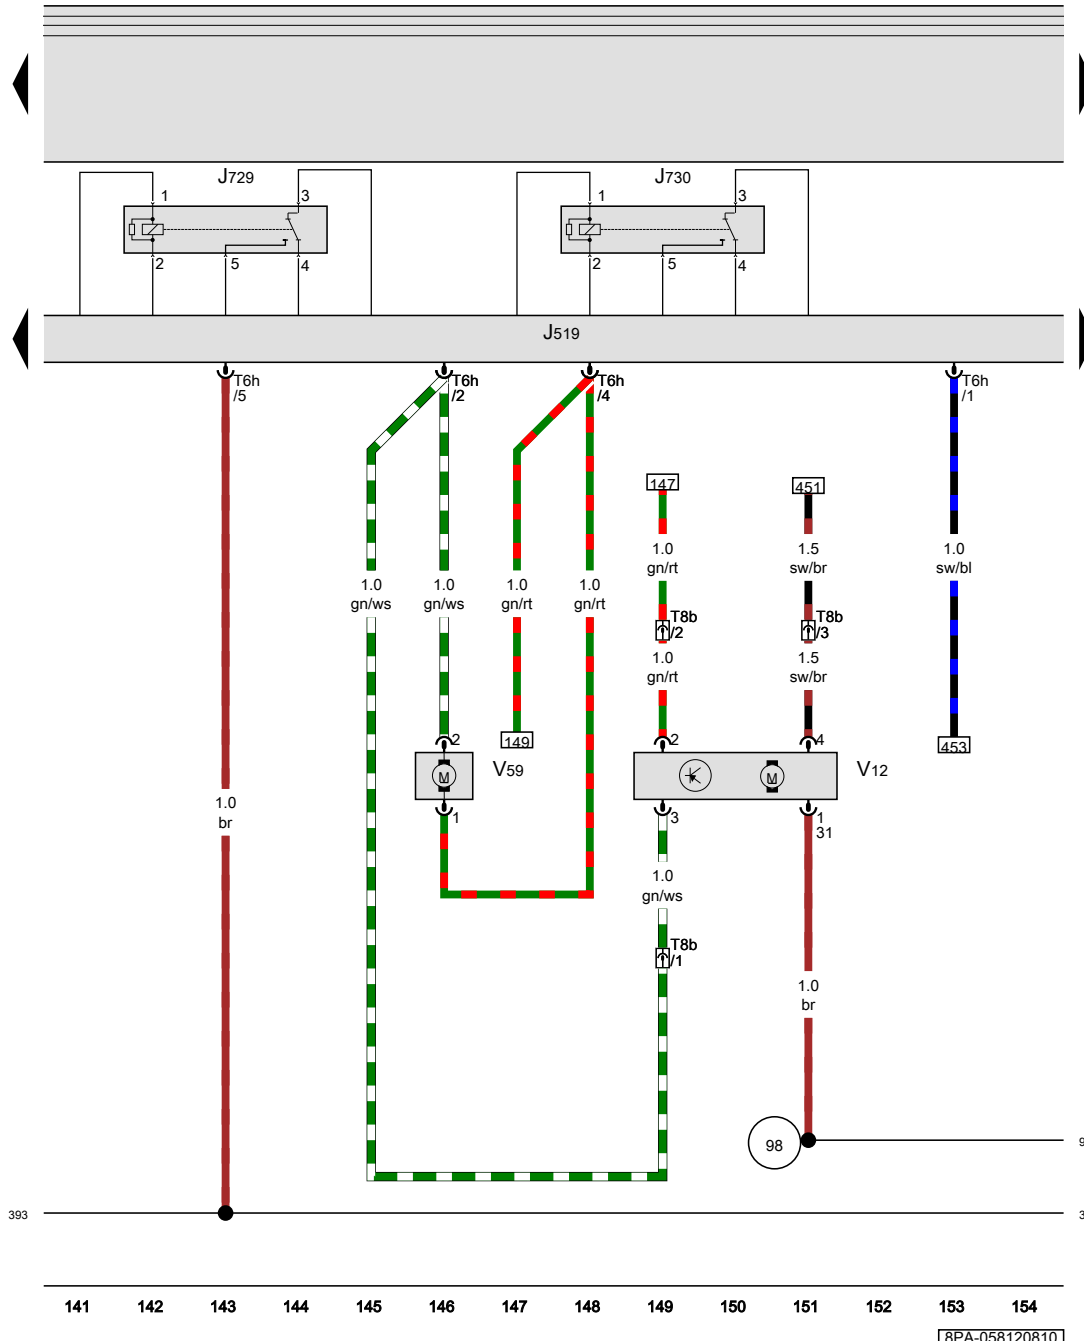 J729
J730
1
3
1
3
2
5
4
2
5
4
J519
T6h
/5
T6h
/2
T6h
/4
T6h
/1
147
451
1.0
gn/rt
1.5
sw/br
1.0
sw/bl
1.0
gn/ws
1.0
gn/ws
1.0
gn/rt
1.0
gn/rt
T8b
/2
T8b
/3
1.0
gn/rt
1.5
sw/br
2
149
2
4
453
M
V59
M
V12
1
3
1
31
1.0
br
1.0
gn/ws
T8b
/1
1.0
br
98
9
393
3
141 142 143 144 145 146 147 148 149 150 151 152 153 154
8PA-058120810